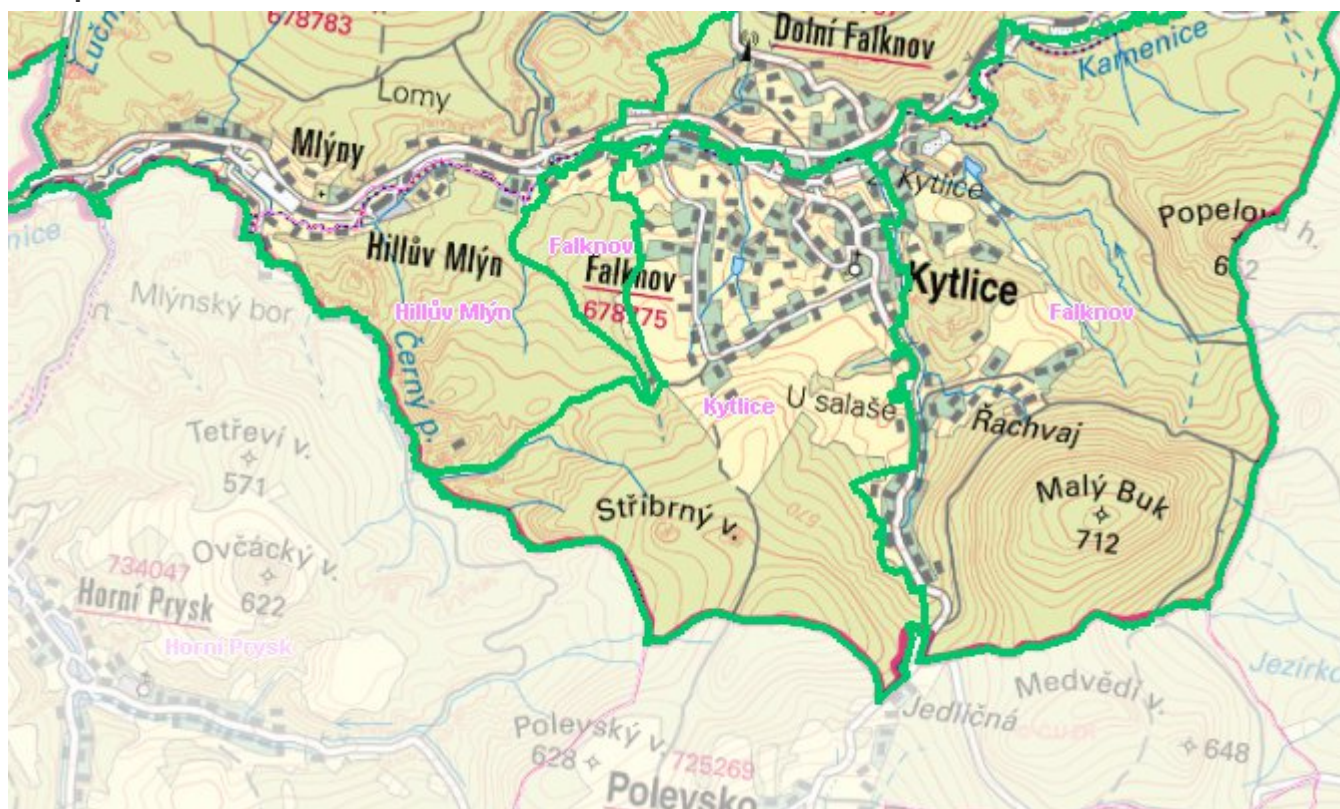 678783
Dolní Falknov
Luční
Kamenice
Lomy
Mlýny
Kytlice
Popelova h.
Falknov
Hillův Mlýn
Falknov
678775
Kytlice
Falknov
Mlýnský bor
Hillův Mlýn
Černý p.
Kytlice
U salaše
Řachvaj
Tetřeví v.
571
Malý Buk
712
Stříbrný v.
570
Ovčácký v.
734047
Horní Prysk
622
Horní Prysk
Medvědí v.
Jedličná
Polevský v.
628
725269
648
Polevsko